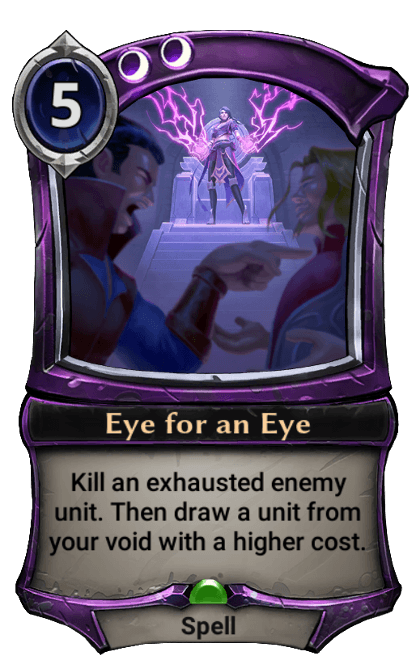 5
Eye for an Eye
Kill an exhausted enemy
unit. Then draw a unit from
your void with a higher cost.
Spell